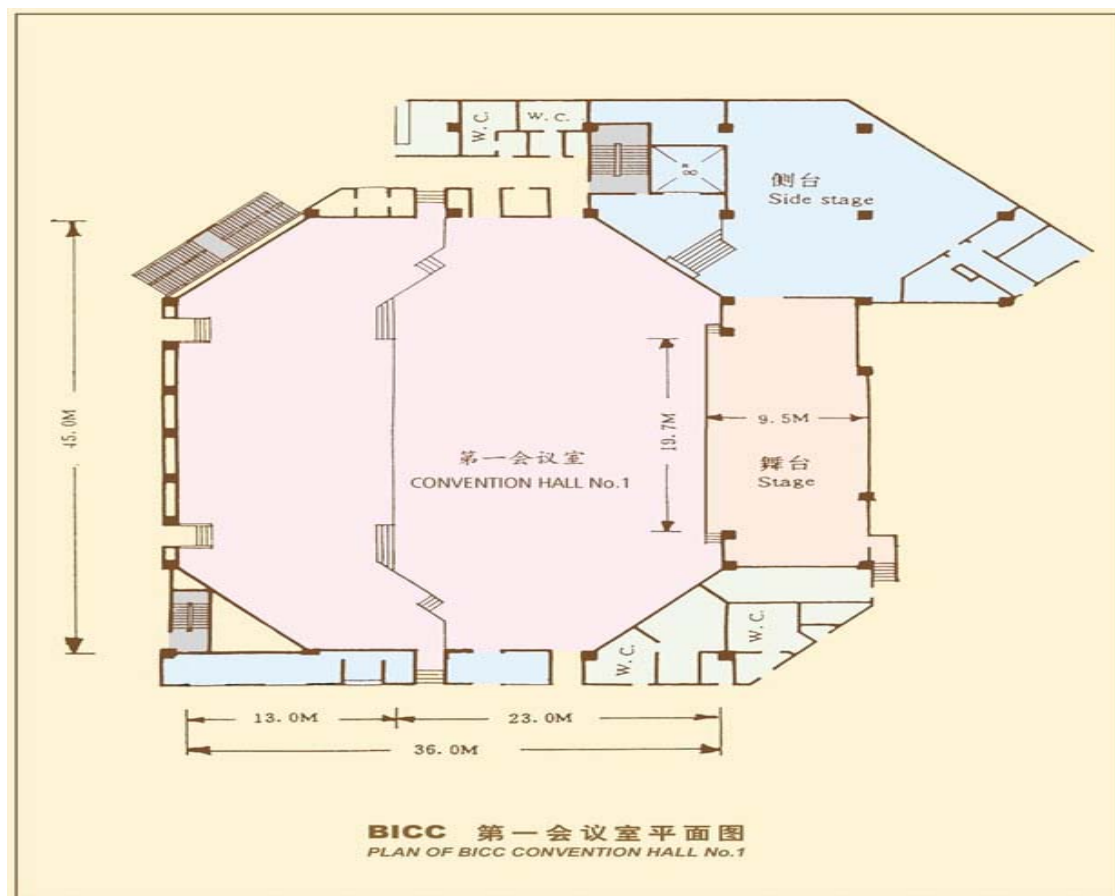 W.C.
W.C.
侧台
Side stage
45.0M
19.7M
9.5M
第一会议室
CONVENTION HALL No.1
舞台
Stage
W.C.
W.C.
13.0M
23.0M
36.0M
BICC 第一会议室平面图
PLAN OF BICC CONVENTION HALL No.1